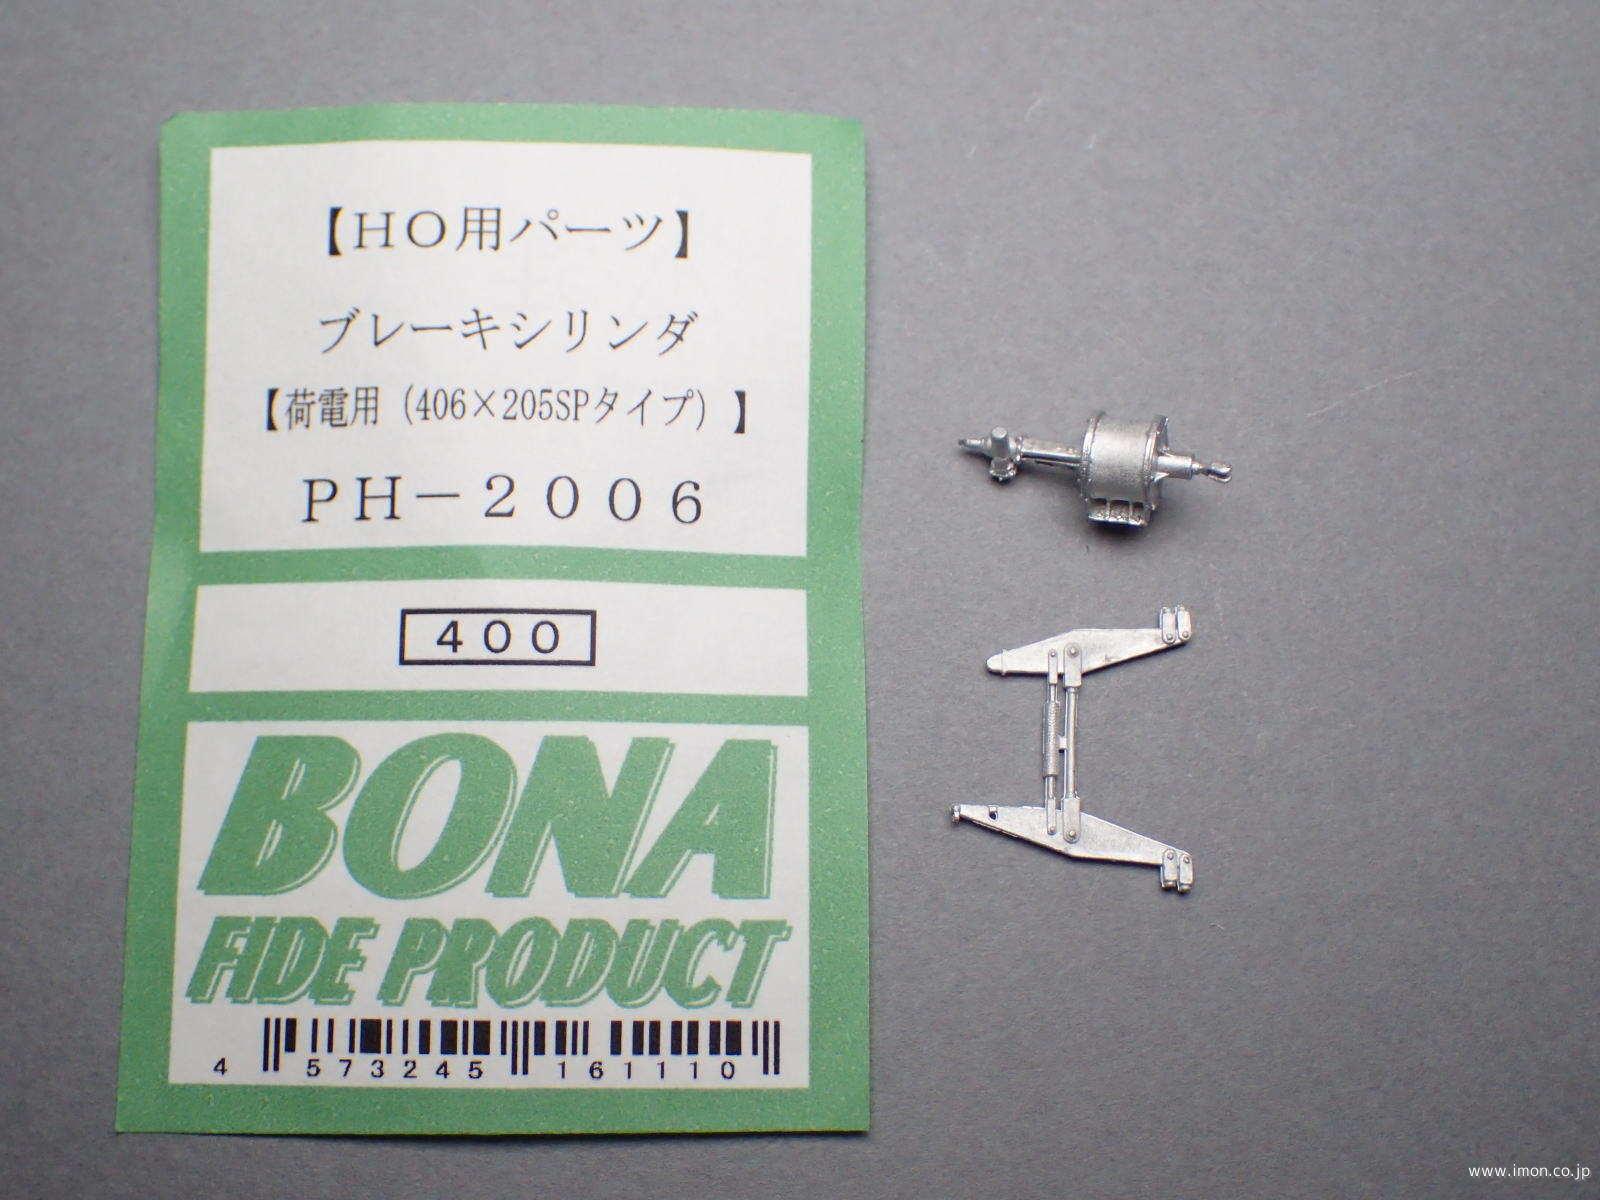 【ＨＯ用パーツ】
ブレーキシリンダ
【荷電用（406×205SPタイプ）】
ＰＨ－２００６
４００
BONA
FIDE PRODUCT
4 573245 161110
www.imon.co.jp